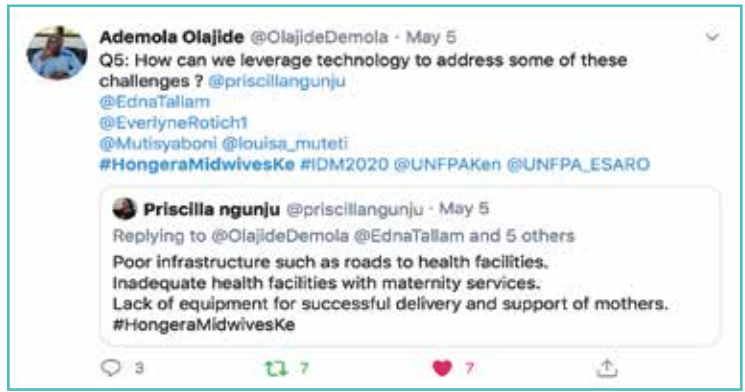 Ademola Olajide @OlajideDemola · May 5
Q5: How can we leverage technology to address some of these
challenges ? @priscillangunju
@EdnaTallam
@EverlyneRotich1
@Mutisyaboni @louisa_muteti
#HongeraMidwivesKe #IDM2020 @UNFPAKen @UNFPA_ESARO
Priscilla ngunju @priscillangunju · May 5
Replying to @OlajideDemola @EdnaTallam and 5 others
Poor infrastructure such as roads to health facilities.
Inadequate health facilities with maternity services.
Lack of equipment for successful delivery and support of mothers.
#HongeraMidwivesKe
3 7 7